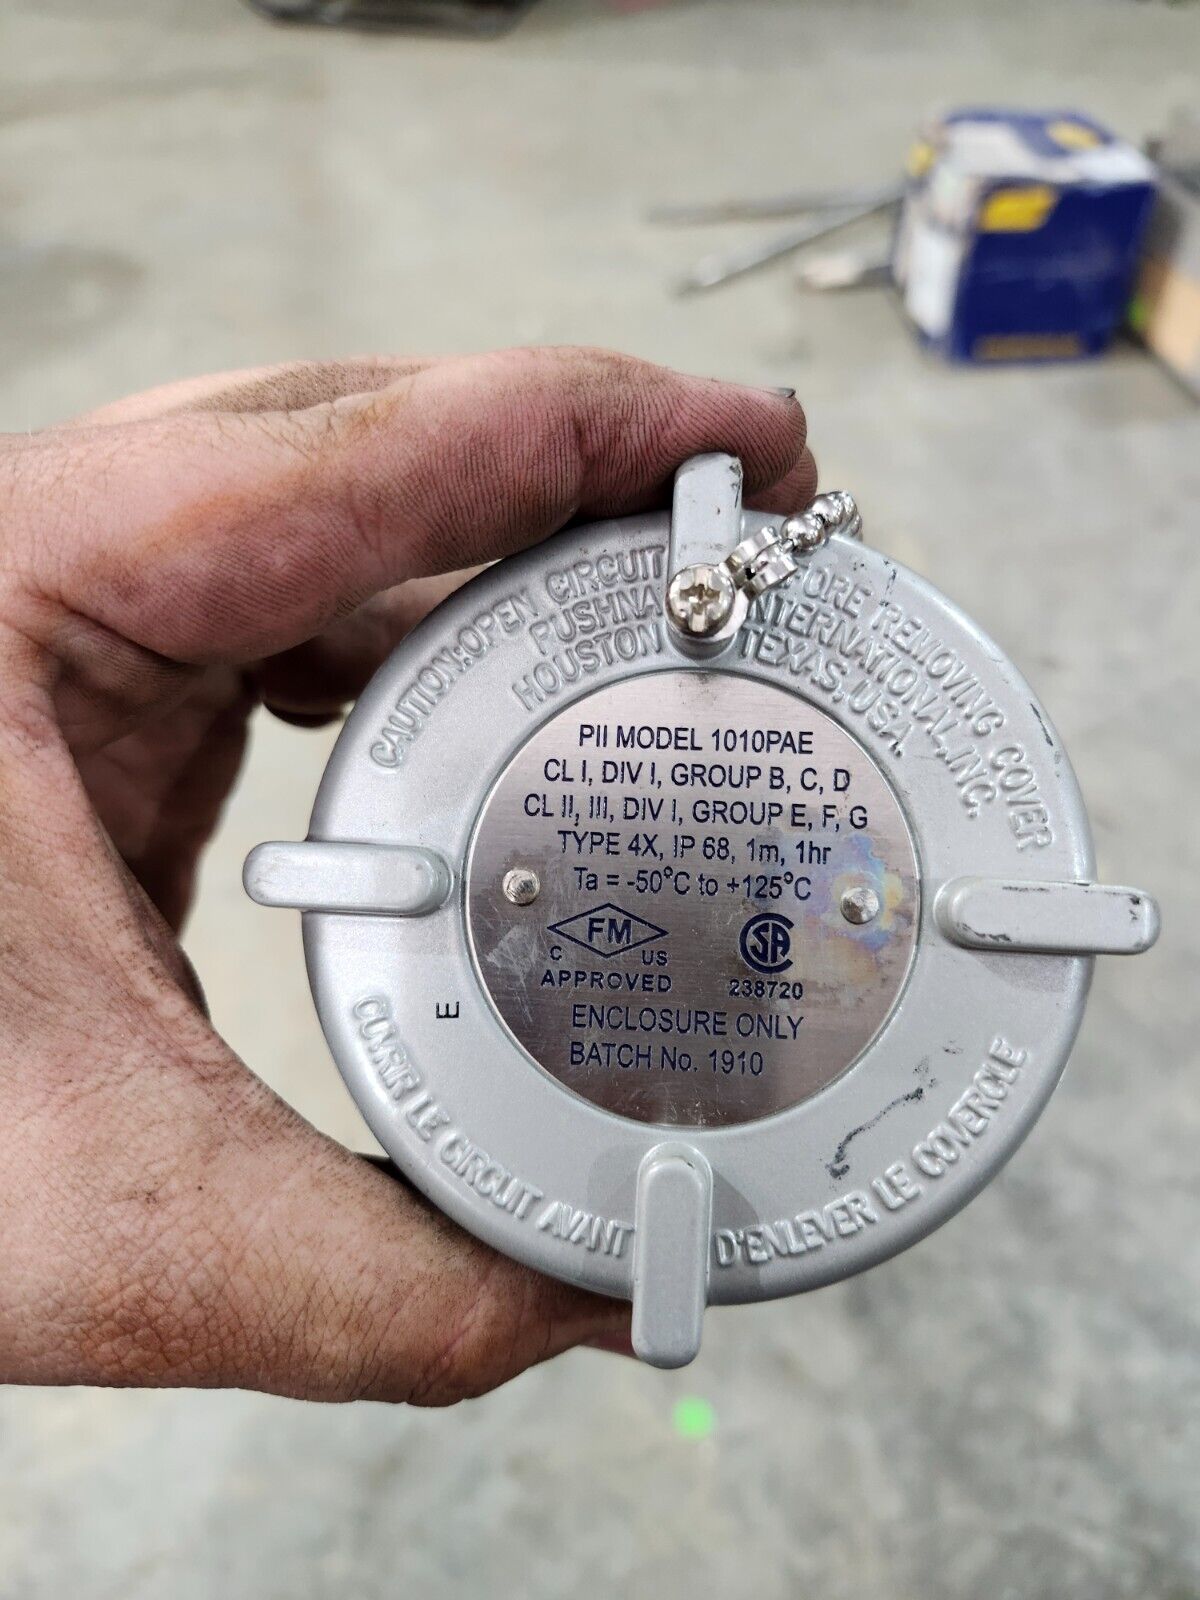 CAUTION:OPEN CIRCUIT FORE REMOVING COVER
PUSHNA INTERNATIONAL, INC.
HOUSTON TEXAS, USA.
PII MODEL 1010PAE
CL I, DIV I, GROUP B, C, D
CL II, III, DIV I, GROUP E, F, G
TYPE 4X, IP 68, 1m, 1hr
Ta = -50°C to +125°C
FM
C US
APPROVED
CSA
238720
ENCLOSURE ONLY
BATCH No. 1910
E
OUVRIR LE CIRCUIT AVANT D'ENLEVER LE COVERCLE